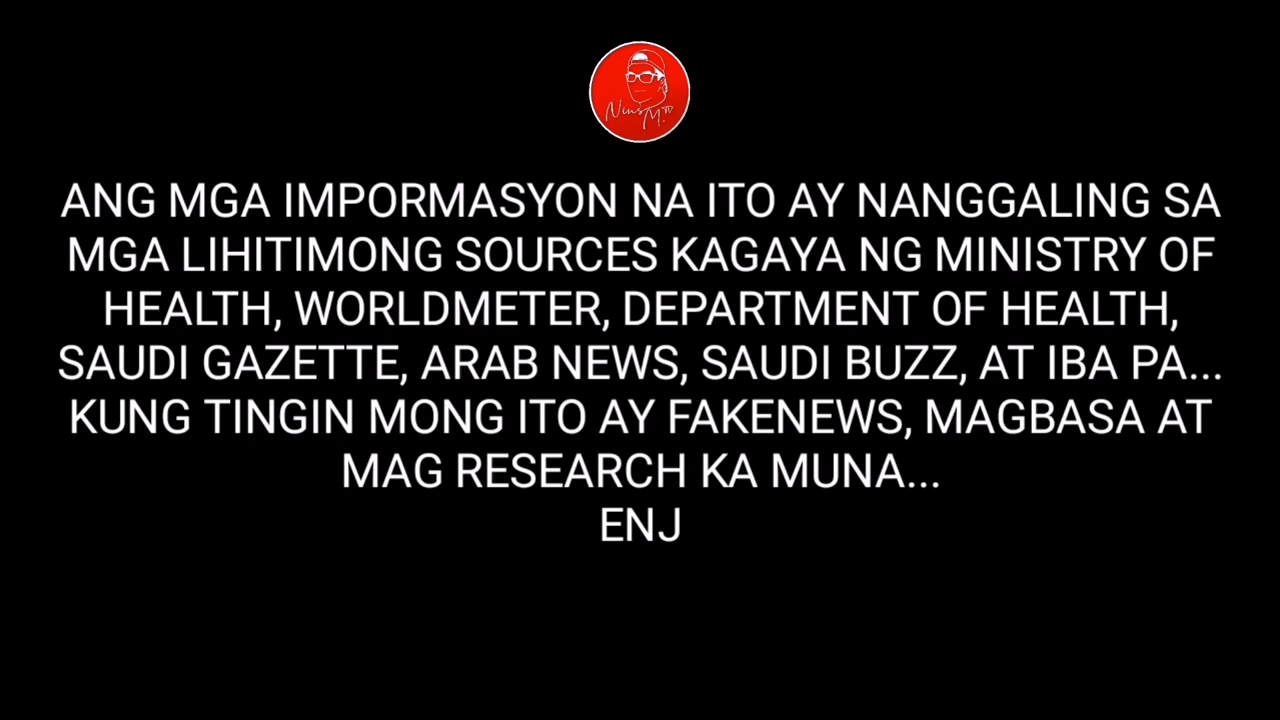 Nins
M.TV
ANG MGA IMPORMASYON NA ITO AY NANGGALING SA
MGA LIHITIMONG SOURCES KAGAYA NG MINISTRY OF
HEALTH, WORLDMETER, DEPARTMENT OF HEALTH,
SAUDI GAZETTE, ARAB NEWS, SAUDI BUZZ, AT IBA PA...
KUNG TINGIN MONG ITO AY FAKENEWS, MAGBASA AT
MAG RESEARCH KA MUNA...
ENJ